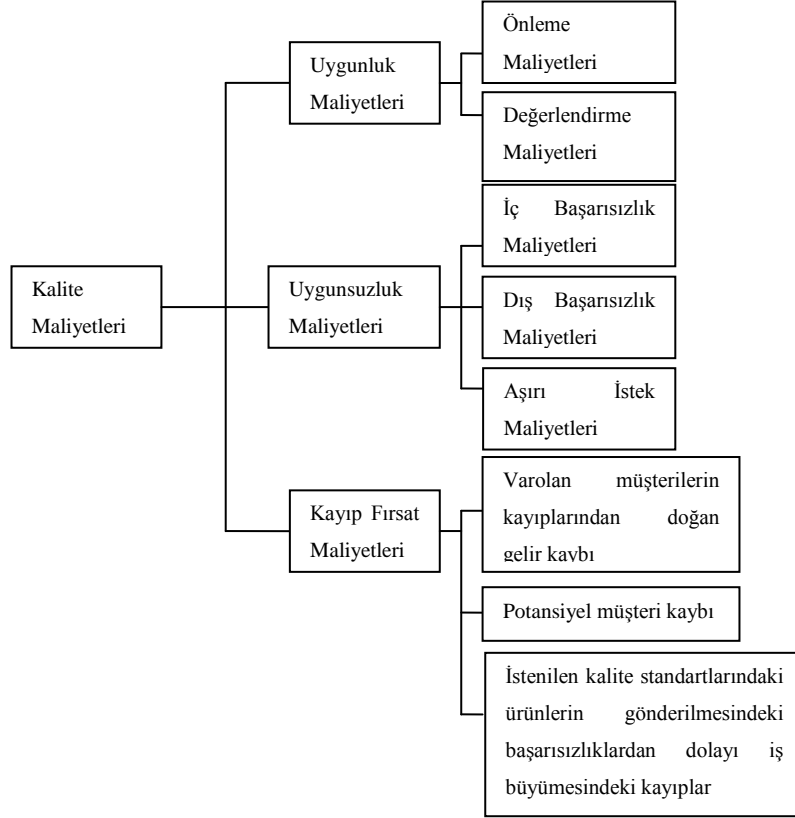 Kalite
Maliyetleri
Uygunluk
Maliyetleri
Önleme
Maliyetleri
Değerlendirme
Maliyetleri
Uygunsuzluk
Maliyetleri
İç Başarısızlık
Maliyetleri
Dış Başarısızlık
Maliyetleri
Aşırı İstek
Maliyetleri
Kayıp Fırsat
Maliyetleri
Varolan müşterilerin
kayıplarından doğan
gelir kaybı
Potansiyel müşteri kaybı
İstenilen kalite standartlarındaki
ürünlerin gönderilmesindeki
başarısızlıklardan dolayı iş
büyümesindeki kayıplar